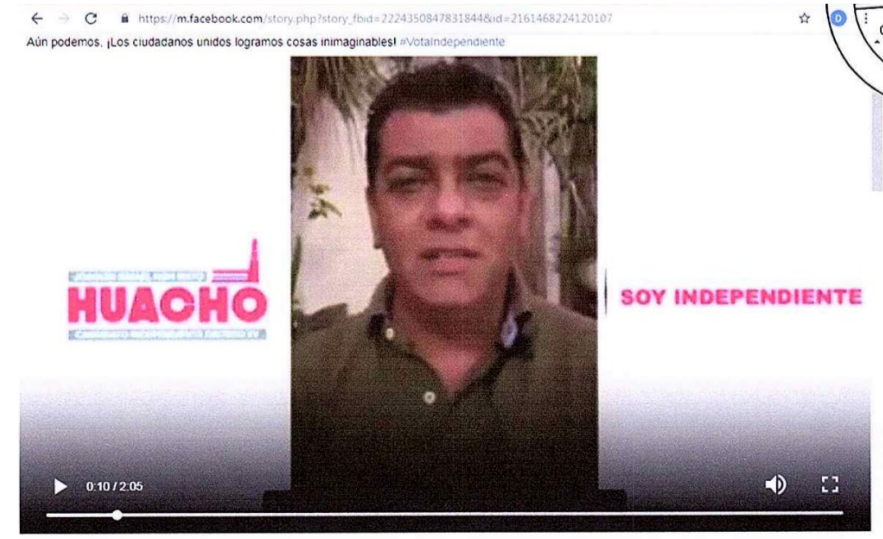 https://m.facebook.com/story.php?story_fbid=2224350847831844&id=2161468224120107
Aún podemos, ¡Los ciudadanos unidos logramos cosas inimaginables! #VotaIndependiente
HUACHO
SOY INDEPENDIENTE
0:10 / 2:05